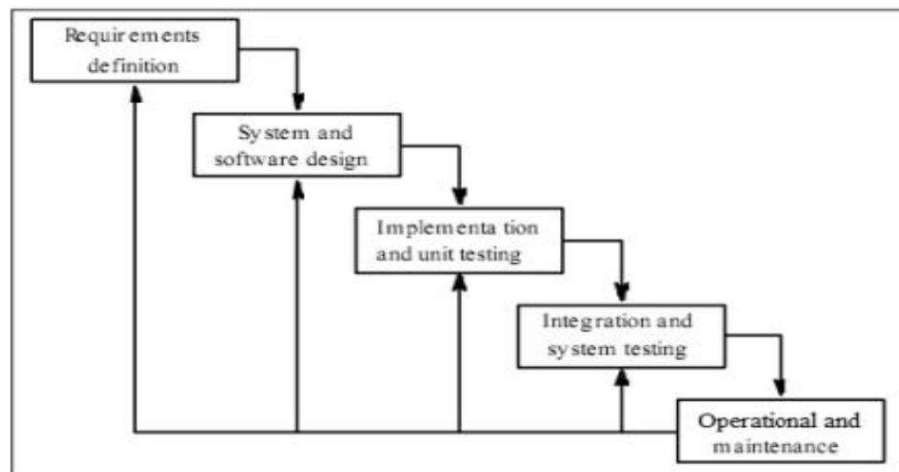 Requirements
definition
System and
software design
Implementation
and unit testing
Integration and
system testing
Operational and
maintenance